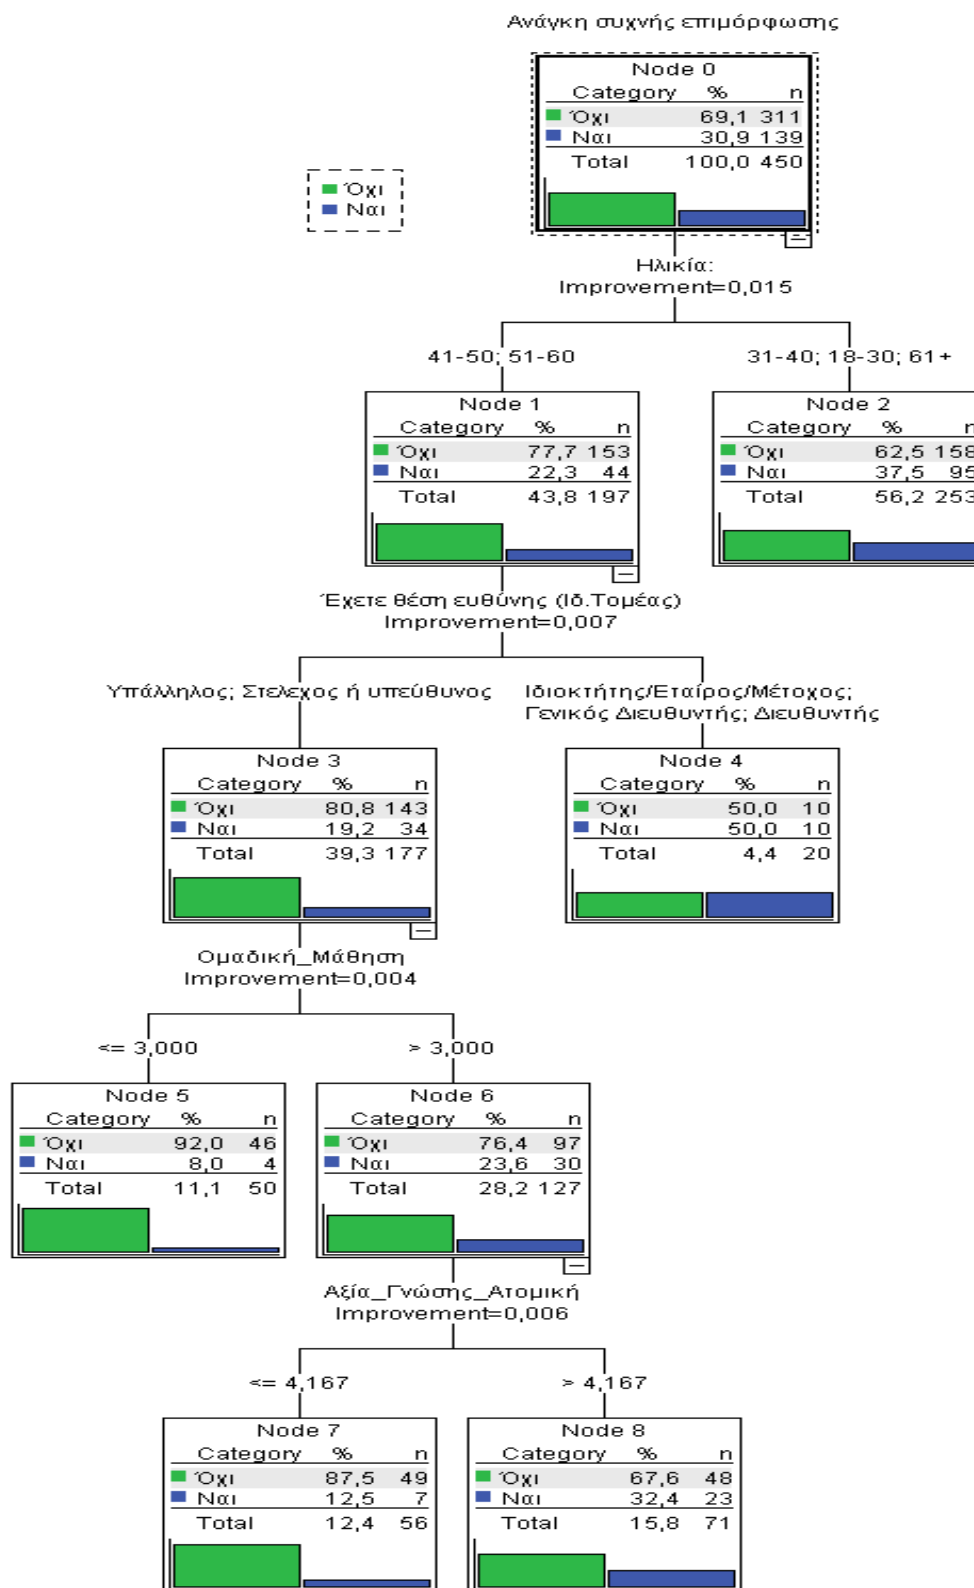 Ανάγκη συχνής επιμόρφωσης
Node 0
Category % n
Όχι 69,1 311
Ναι 30,9 139
Total 100,0 450
Όχι
Ναι
Ηλικία:
Improvement=0,015
41-50; 51-60
31-40; 18-30; 61+
Node 1
Category % n
Όχι 77,7 153
Ναι 22,3 44
Total 43,8 197
Node 2
Category % n
Όχι 62,5 158
Ναι 37,5 95
Total 56,2 253
Έχετε θέση ευθύνης (Ιδ.Τομέας)
Improvement=0,007
Υπάλληλος; Στελεχος ή υπεύθυνος
Ιδιοκτήτης/Εταίρος/Μέτοχος;
Γενικός Διευθυντής; Διευθυντής
Node 3
Category % n
Όχι 80,8 143
Ναι 19,2 34
Total 39,3 177
Node 4
Category % n
Όχι 50,0 10
Ναι 50,0 10
Total 4,4 20
Ομαδική_Μάθηση
Improvement=0,004
<= 3,000
> 3,000
Node 5
Category % n
Όχι 92,0 46
Ναι 8,0 4
Total 11,1 50
Node 6
Category % n
Όχι 76,4 97
Ναι 23,6 30
Total 28,2 127
Αξία_Γνώσης_Ατομική
Improvement=0,006
<= 4,167
> 4,167
Node 7
Category % n
Όχι 87,5 49
Ναι 12,5 7
Total 12,4 56
Node 8
Category % n
Όχι 67,6 48
Ναι 32,4 23
Total 15,8 71